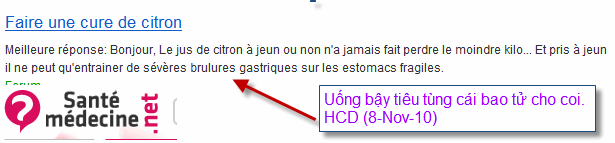 Faire une cure de citron
Meilleure réponse: Bonjour, Le jus de citron à jeun ou non n'a jamais fait perdre le moindre kilo... Et pris à jeun
il ne peut qu'entrainer de sévères brulures gastriques sur les estomacs fragiles.
Forum
Santé
médecine.net
Uống bậy tiêu tùng cái bao tử cho coi.
HCD (8-Nov-10)